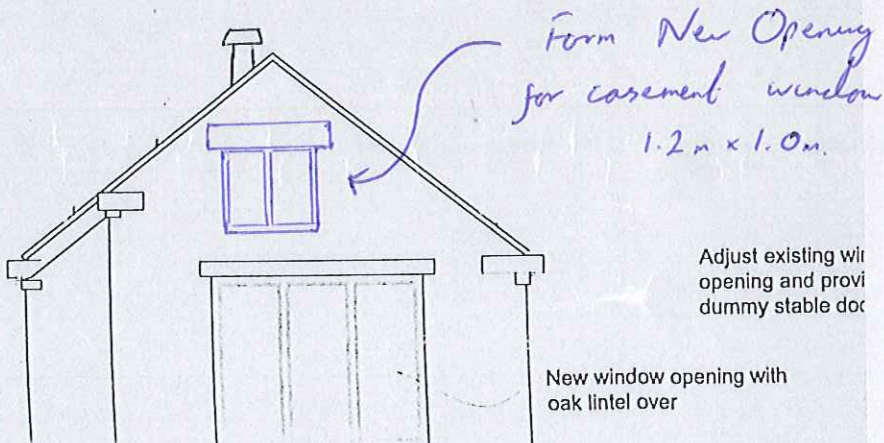 Form New Opening
for casement window
1.2m x 1.0m.
Adjust existing wi
opening and provi
dummy stable do
New window opening with
oak lintel over